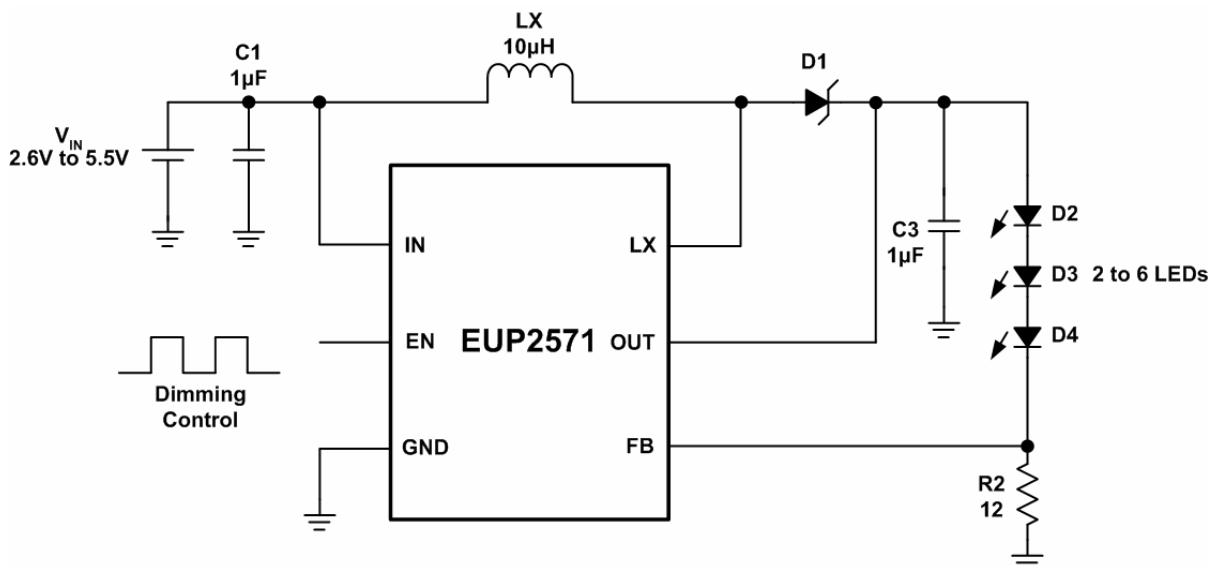 LX
10µH
C1
1µF
D1
VIN
2.6V to 5.5V
IN
LX
C3
1µF
D2
D3 2 to 6 LEDs
D4
EN
EUP2571
OUT
Dimming
Control
GND
FB
R2
12